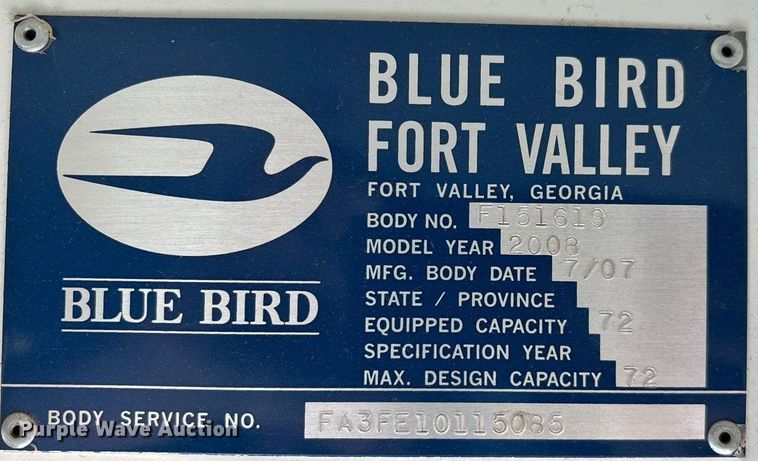 BLUE BIRD
FORT VALLEY
FORT VALLEY, GEORGIA
BODY NO. F151619
MODEL YEAR 2008
MFG. BODY DATE 7/07
STATE / PROVINCE
EQUIPPED CAPACITY 72
SPECIFICATION YEAR
MAX. DESIGN CAPACITY 72
BLUE BIRD
BODY SERVICE NO. FA3FE10115085
Purple Wave Auction